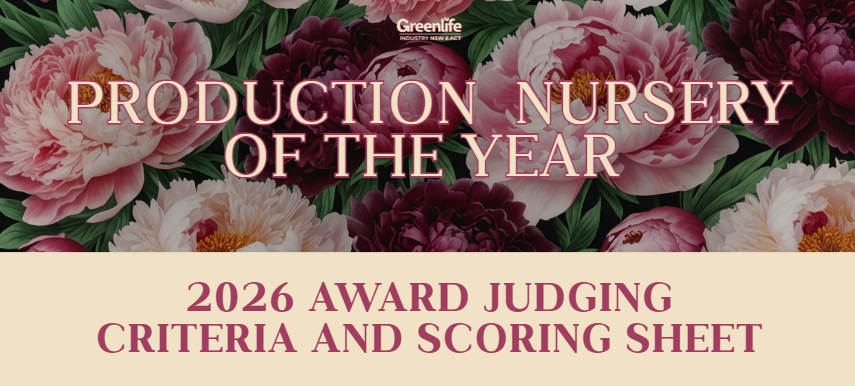 Greenlife
INDUSTRY NSW & ACT
PRODUCTION NURSERY
OF THE YEAR
2026 AWARD JUDGING
CRITERIA AND SCORING SHEET